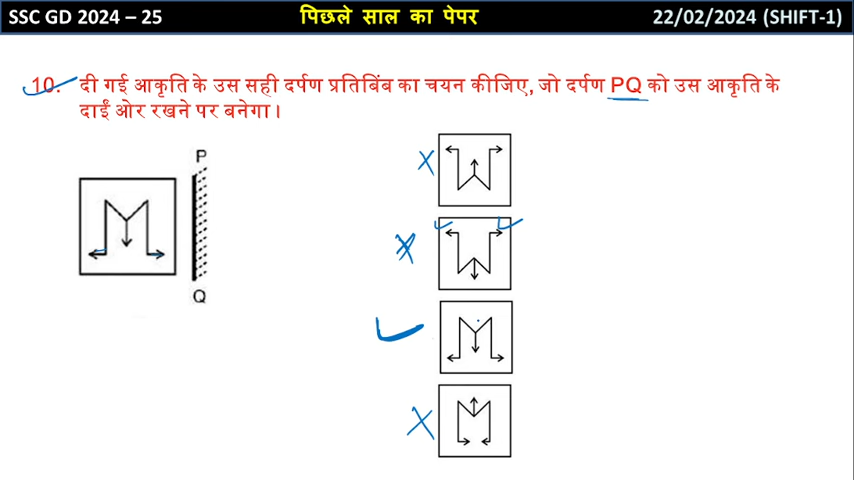 SSC GD 2024 – 25
पिछले साल का पेपर
22/02/2024 (SHIFT-1)
10. दी गई आकृति के उस सही दर्पण प्रतिबिंब का चयन कीजिए, जो दर्पण PQ को उस आकृति के
दाईं ओर रखने पर बनेगा।
P
Q